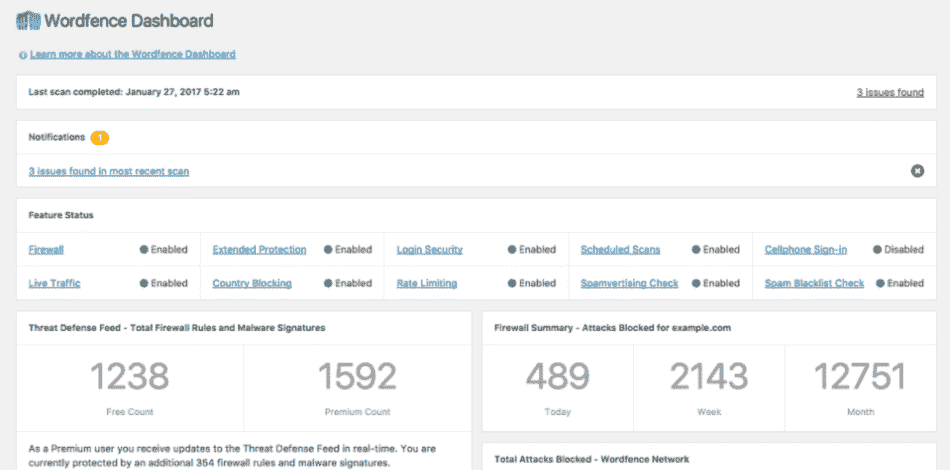 Wordfence Dashboard
Learn more about the Wordfence Dashboard
Last scan completed: January 27, 2017 5:22 am
3 issues found
Notifications 1
3 issues found in most recent scan
Feature Status
Firewall Enabled Extended Protection Enabled Login Security Enabled Scheduled Scans Enabled Cellphone Sign-in Disabled
Live Traffic Enabled Country Blocking Enabled Rate Limiting Enabled Spamvertising Check Enabled Spam Blacklist Check Enabled
Threat Defense Feed - Total Firewall Rules and Malware Signatures
1238 1592
Free Count Premium Count
As a Premium user you receive updates to the Threat Defense Feed in real-time. You are
currently protected by an additional 354 firewall rules and malware signatures.
Firewall Summary - Attacks Blocked for example.com
489 2143 12751
Today Week Month
Total Attacks Blocked - Wordfence Network